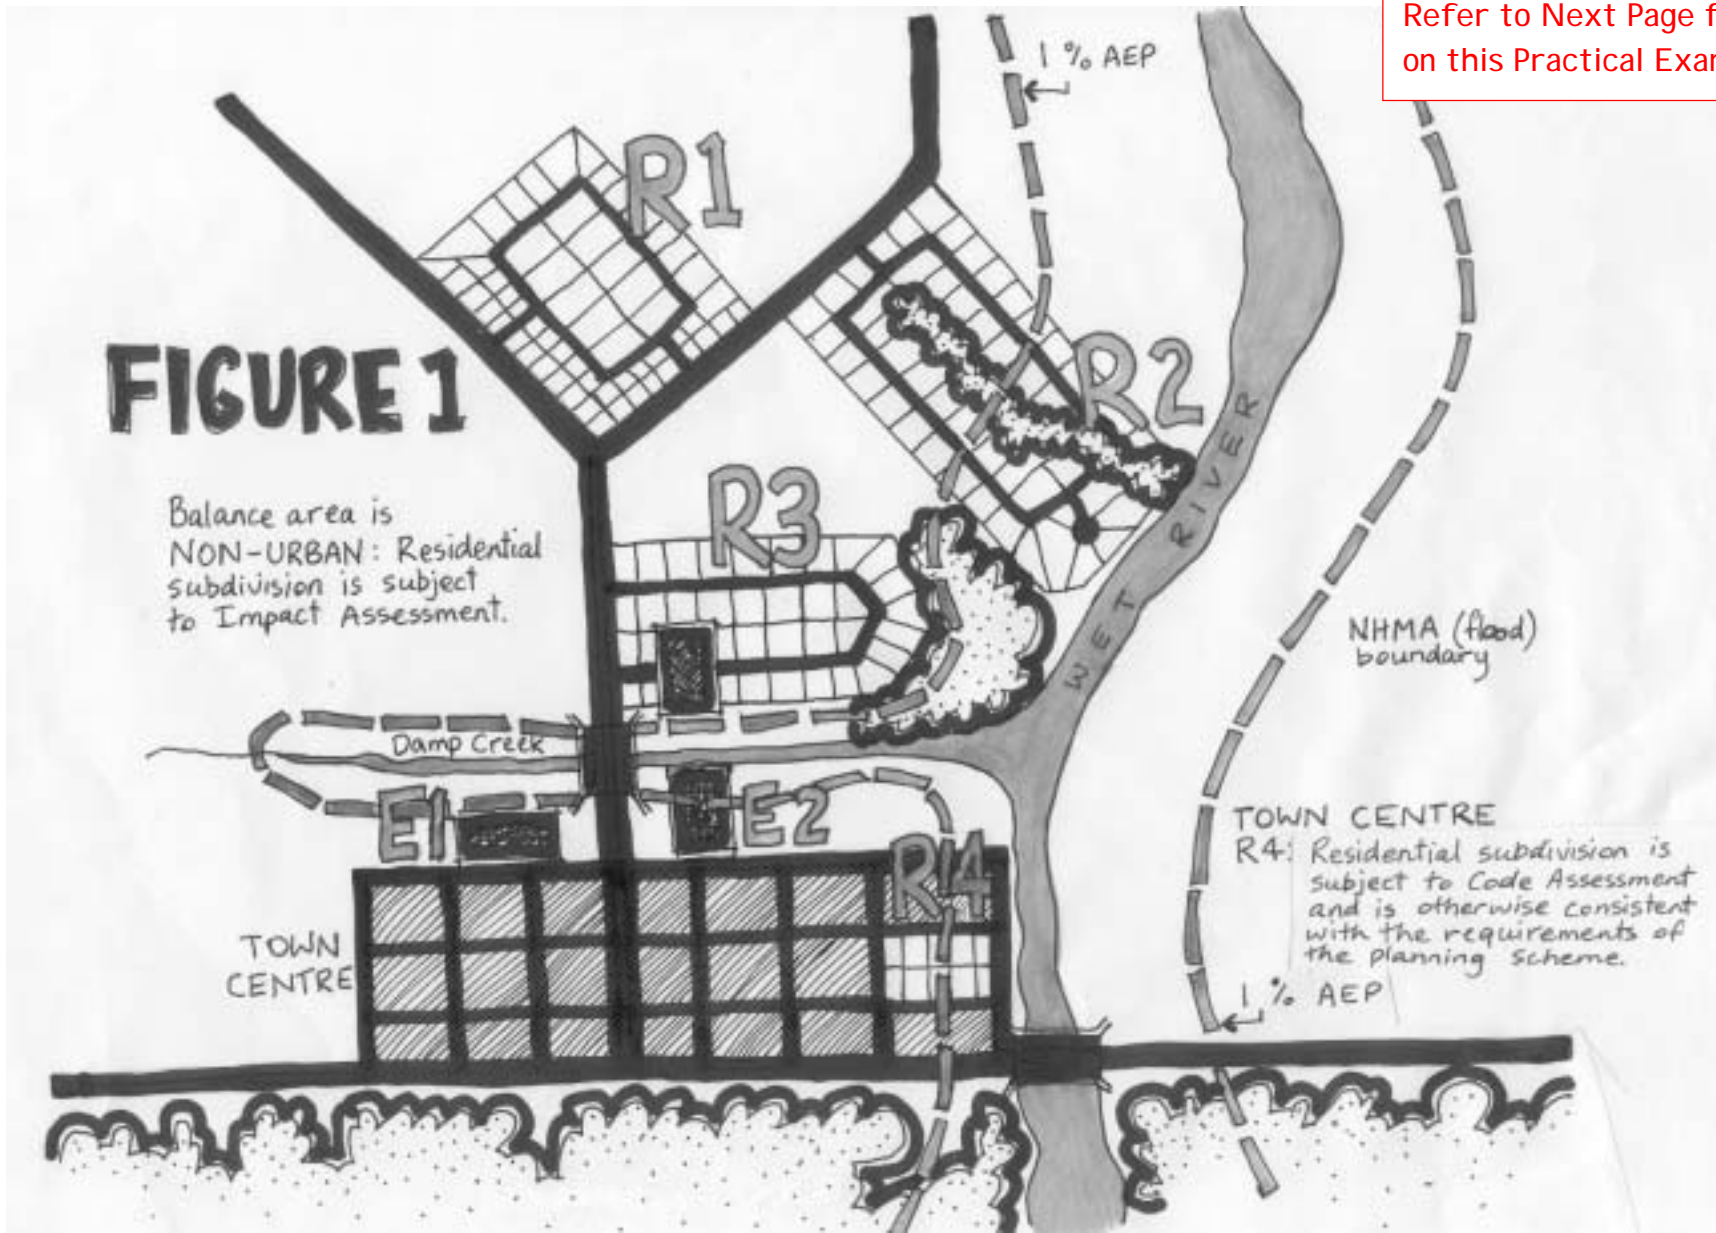 Refer to Next Page f
on this Practical Exa
1 % AEP
R1
R2
FIGURE 1
WET RIVER
R3
Balance area is
NON-URBAN: Residential
subdivision is subject
to Impact Assessment.
NHMA (flood)
boundary
Damp Creek
E1
E2
TOWN CENTRE
R4: Residential subdivision is
subject to Code Assessment
and is otherwise consistent
with the requirements of
the planning scheme.
R4
TOWN
CENTRE
1 % AEP